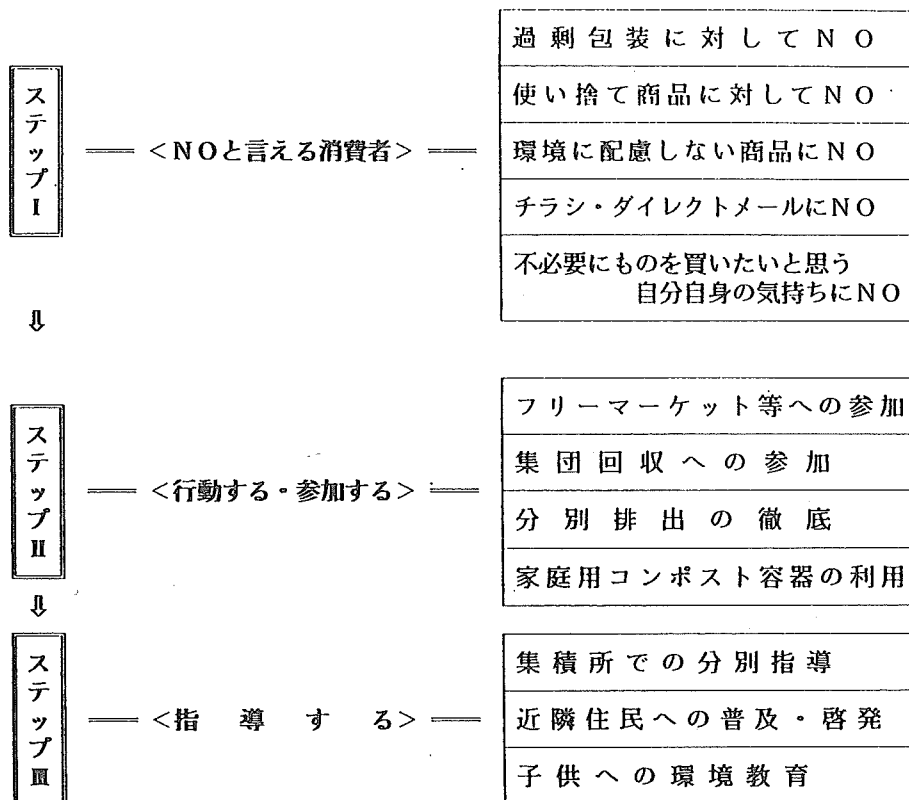 ステップⅠ
＜NOと言える消費者＞
過剰包装に対してNO
使い捨て商品に対してNO
環境に配慮しない商品にNO
チラシ・ダイレクトメールにNO
不必要にものを買いたいと思う
自分自身の気持ちにNO
⇓
ステップⅡ
＜行動する・参加する＞
フリーマーケット等への参加
集団回収への参加
分別排出の徹底
家庭用コンポスト容器の利用
⇓
ステップⅢ
＜指導する＞
集積所での分別指導
近隣住民への普及・啓発
子供への環境教育